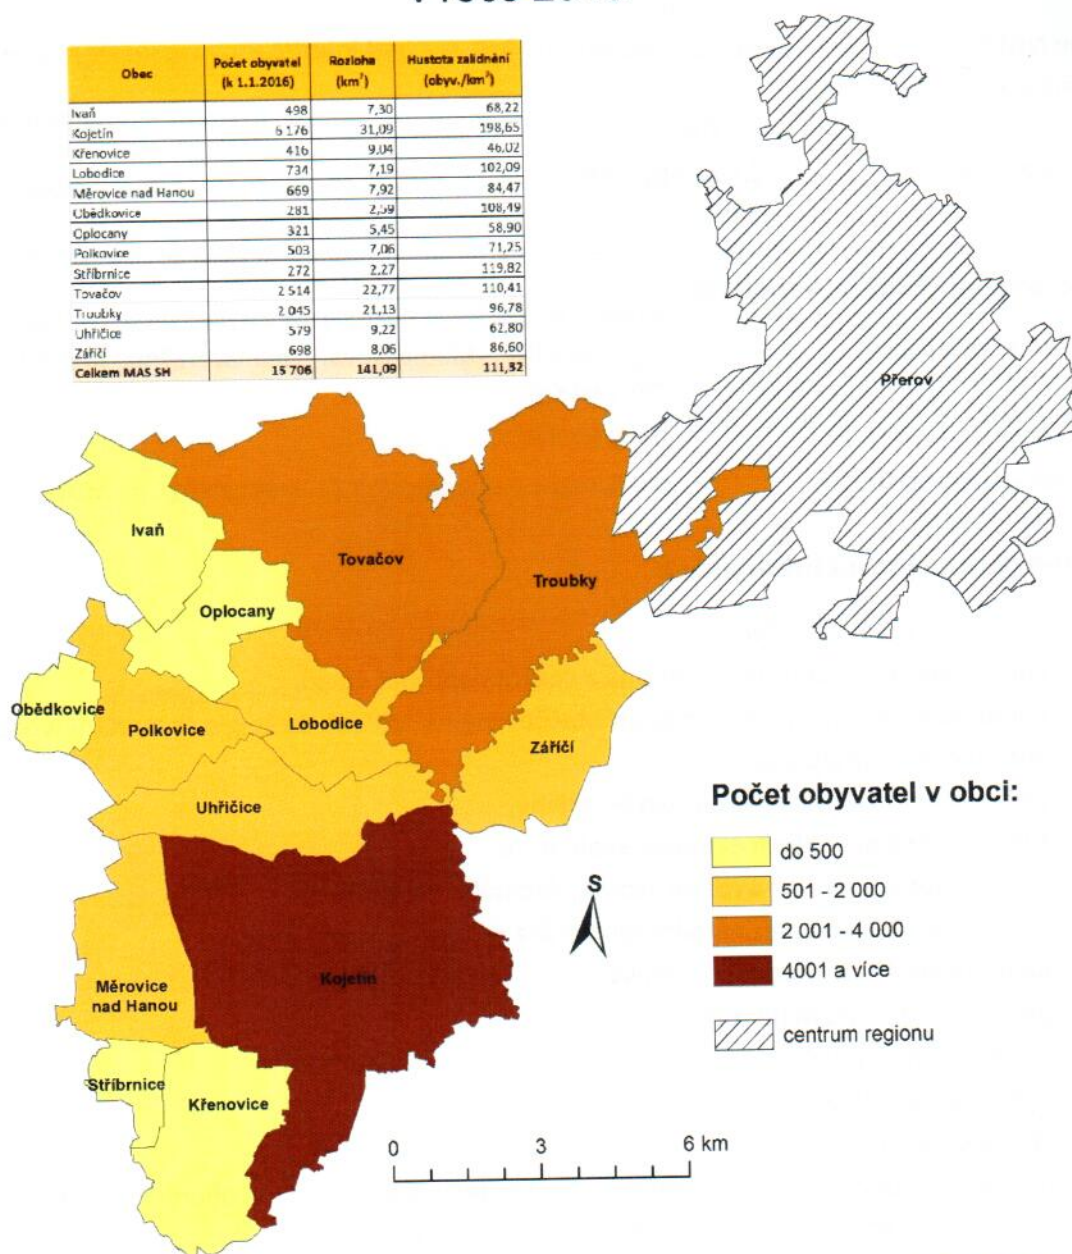 Obec Počet obyvatel (k 1.1.2016) Rozloha (km²) Hustota zalidnění (obyv./km²)
Ivaň 498 7,30 68,22
Kojetín 6 176 31,09 198,65
Křenovice 416 9,04 46,02
Lobodice 734 7,19 102,09
Měrovice nad Hanou 669 7,92 84,47
Obědkovice 281 2,59 108,49
Oplocany 321 5,45 58,90
Polkovice 503 7,06 71,25
Stříbrnice 272 2,27 119,82
Tovačov 2 514 22,77 110,41
Troubky 2 045 21,13 96,78
Uhřičice 579 9,22 62,80
Záříčí 698 8,06 86,60
Celkem MAS SH 15 706 141,09 111,32
Přerov
Ivaň
Tovačov
Troubky
Oplocany
Obědkovice
Polkovice
Lobodice
Záříčí
Uhřičice
Počet obyvatel v obci:
do 500
501 - 2 000
2 001 - 4 000
4001 a více
centrum regionu
S
Kojetín
Měrovice
nad Hanou
Stříbrnice
Křenovice
0 3 6 km